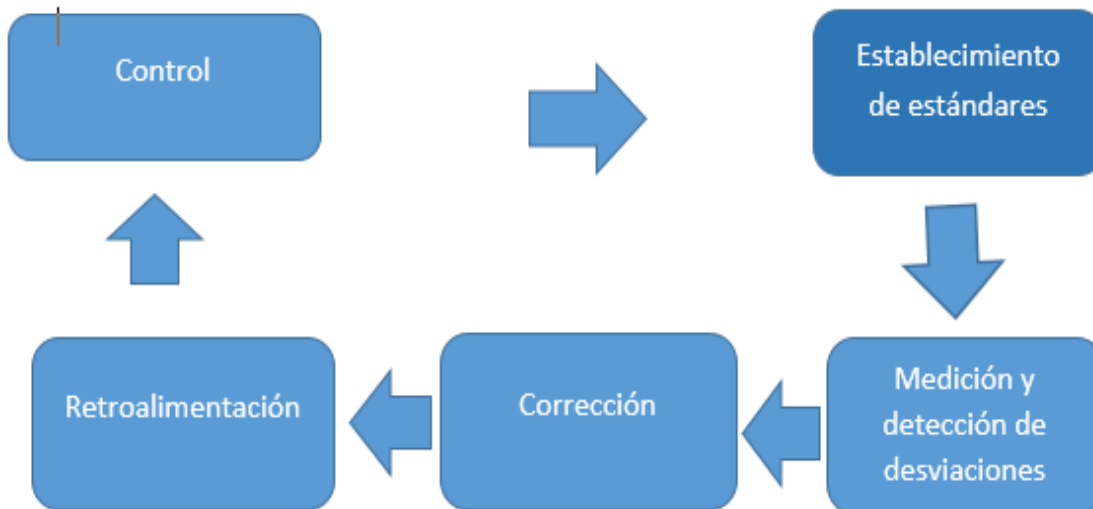 Control
Establecimiento
de estándares
Medición y
detección de
desviaciones
Corrección
Retroalimentación